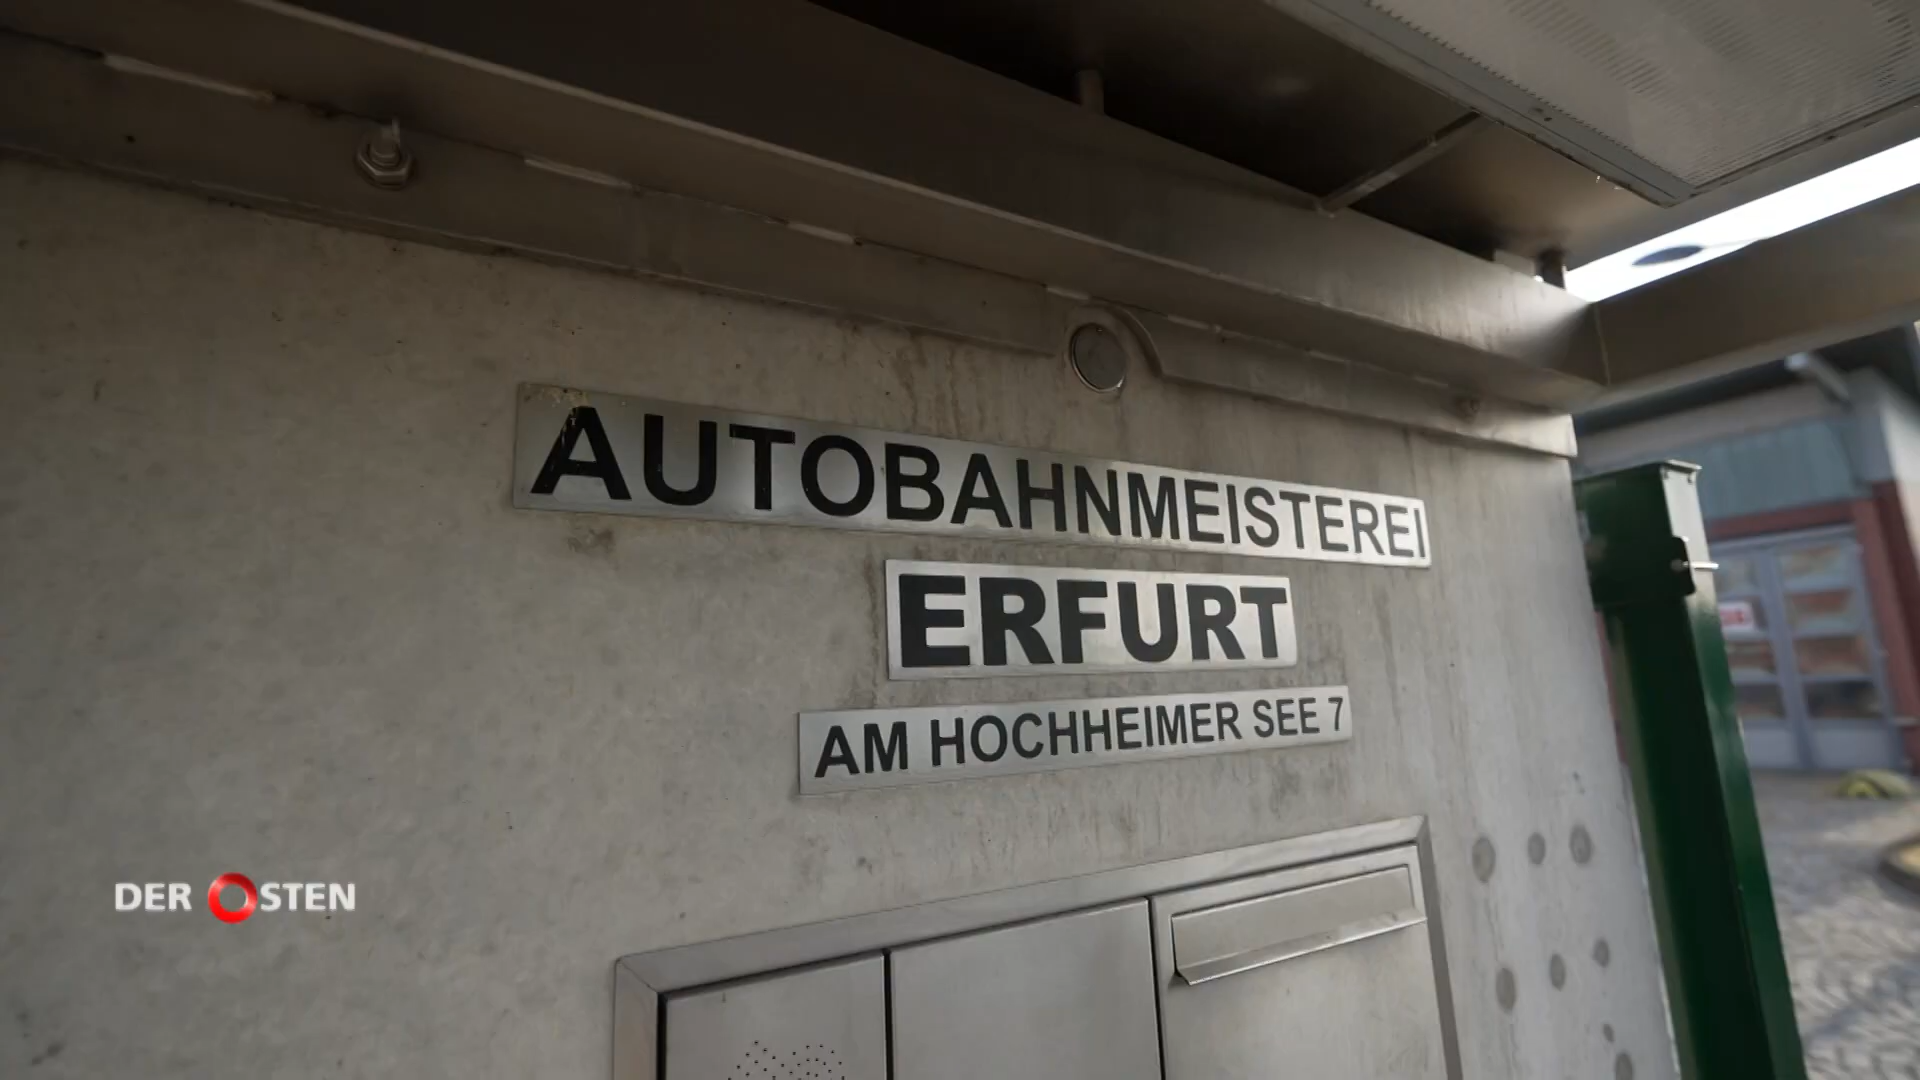 AUTOBAHNMEISTEREI
ERFURT
AM HOCHHEIMER SEE 7
DER OSTEN